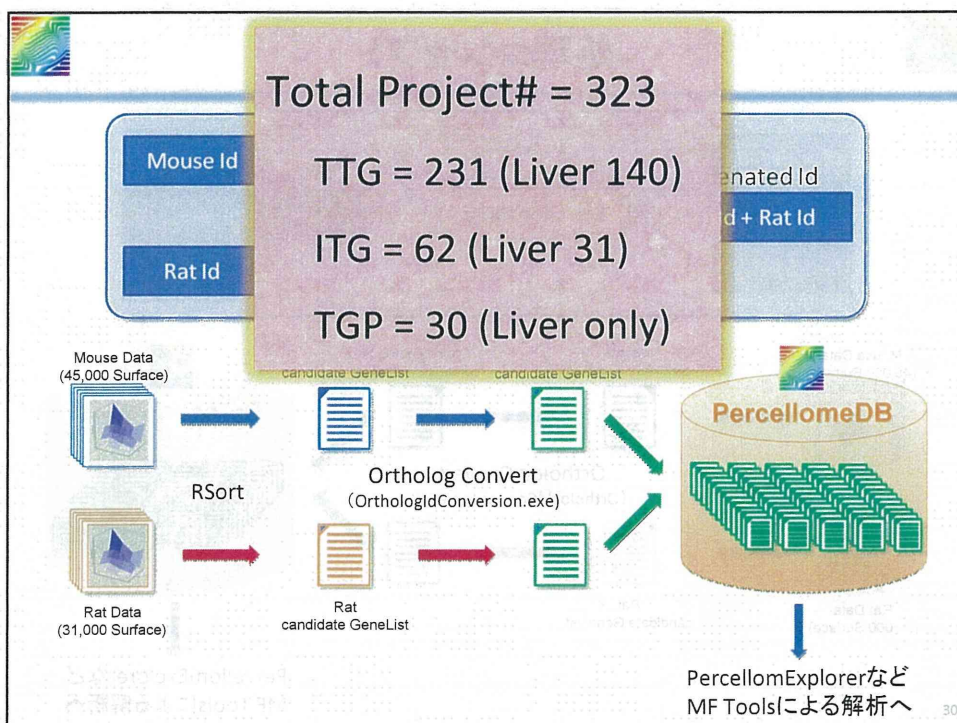 Total Project# = 323
TTG = 231 (Liver 140)
ITG = 62 (Liver 31)
TGP = 30 (Liver only)
Mouse Id
Rat Id
enated Id
d + Rat Id
Mouse Data
(45,000 Surface)
candidate GeneList
candidate GeneList
PercellomeDB
RSort
Ortholog Convert
(OrthologIdConversion.exe)
Rat Data
(31,000 Surface)
Rat
candidate GeneList
PercellomExplorerなど
MF Toolsによる解析へ
30